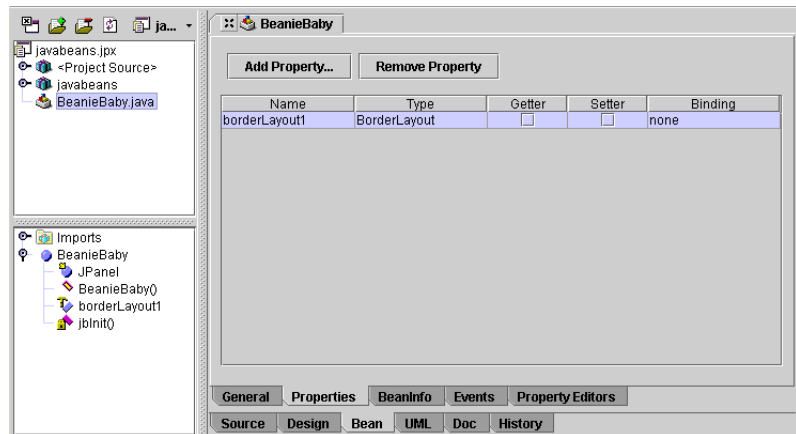 ja...
BeanieBaby
javabeans.jpx
<Project Source>
javabeans
BeanieBaby.java
Add Property...
Remove Property
Name Type Getter Setter Binding
borderLayout1 BorderLayout none
Imports
BeanieBaby
JPanel
BeanieBaby()
borderLayout1
jbInit()
General Properties BeanInfo Events Property Editors
Source Design Bean UML Doc History